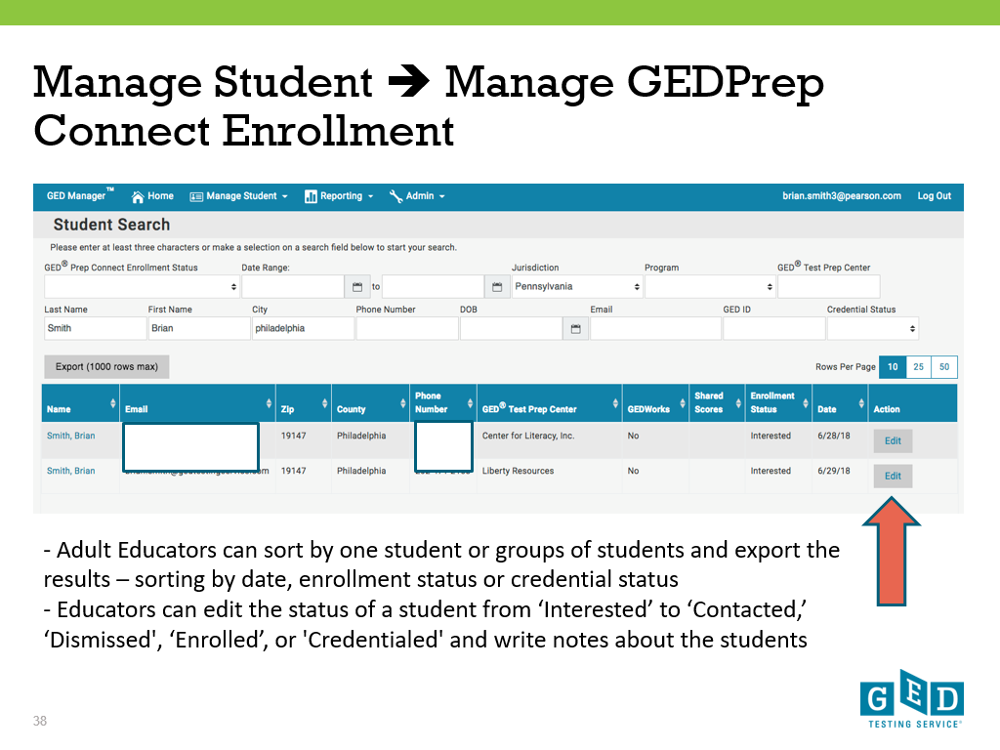 Manage Student ➔ Manage GEDPrep
Connect Enrollment
GED Manager™ Home Manage Student Reporting Admin brian.smith3@pearson.com Log Out
Student Search
Please enter at least three characters or make a selection on a search field below to start your search.
GED® Prep Connect Enrollment Status Date Range: Jurisdiction Program GED® Test Prep Center
to Pennsylvania
Last Name First Name City Phone Number DOB Email GED ID Credential Status
Smith Brian philadelphia
Export (1000 rows max) Rows Per Page 10 25 50
Name Email Zip County Phone Number GED® Test Prep Center GEDWorks Shared Scores Enrollment Status Date Action
Smith, Brian 19147 Philadelphia Center for Literacy, Inc. No Interested 6/28/18 Edit
Smith, Brian 19147 Philadelphia Liberty Resources No Interested 6/29/18 Edit
- Adult Educators can sort by one student or groups of students and export the
results – sorting by date, enrollment status or credential status
- Educators can edit the status of a student from ‘Interested’ to ‘Contacted,’
‘Dismissed', ‘Enrolled’, or 'Credentialed' and write notes about the students
38
GED
TESTING SERVICE®